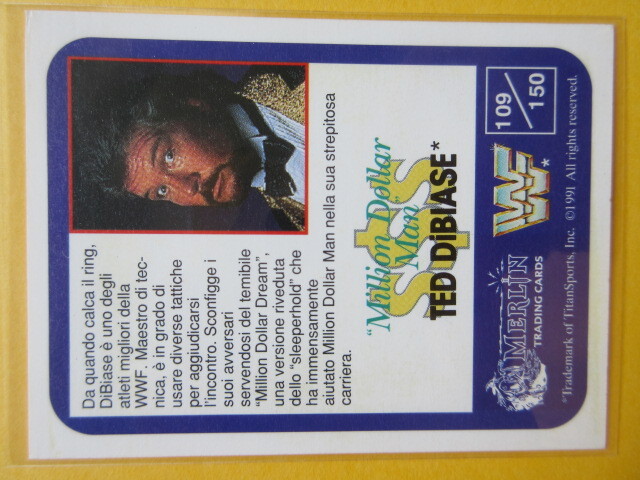 Da quando calca il ring,
DiBiase è uno degli
atleti migliori della
WWF. Maestro di tec-
nica, è in grado di
usare diverse tattiche
per aggiudicarsi
l'incontro. Sconfigge i
suoi avversari
servendosi del temibile
"Million Dollar Dream",
una versione riveduta
dello "sleeperhold" che
ha immensamente
aiutato Million Dollar Man nella sua strepitosa
carriera.
"Million Dollar
Man"
TED DiBIASE*
MERLIN
TRADING CARDS
WF*
109/150
*Trademark of TitanSports, Inc. ©1991 All rights reserved.